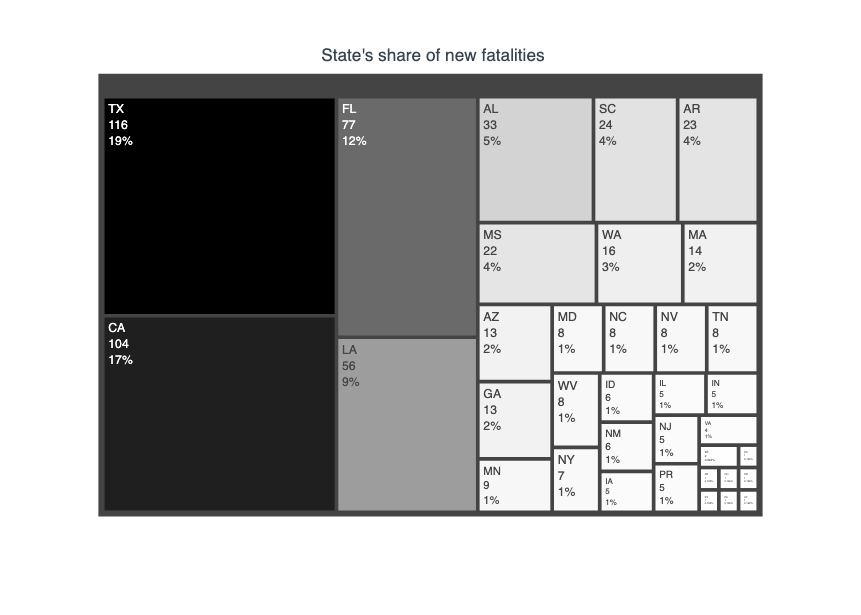 State's share of new fatalities
TX
116
19%
CA
104
17%
FL
77
12%
LA
56
9%
AL
33
5%
SC
24
4%
AR
23
4%
MS
22
4%
WA
16
3%
MA
14
2%
AZ
13
2%
GA
13
2%
MN
9
1%
MD
8
1%
NC
8
1%
NV
8
1%
TN
8
1%
WV
8
1%
NY
7
1%
ID
6
1%
NM
6
1%
IA
5
1%
IL
5
1%
IN
5
1%
NJ
5
1%
PR
5
1%
VA
4
1%